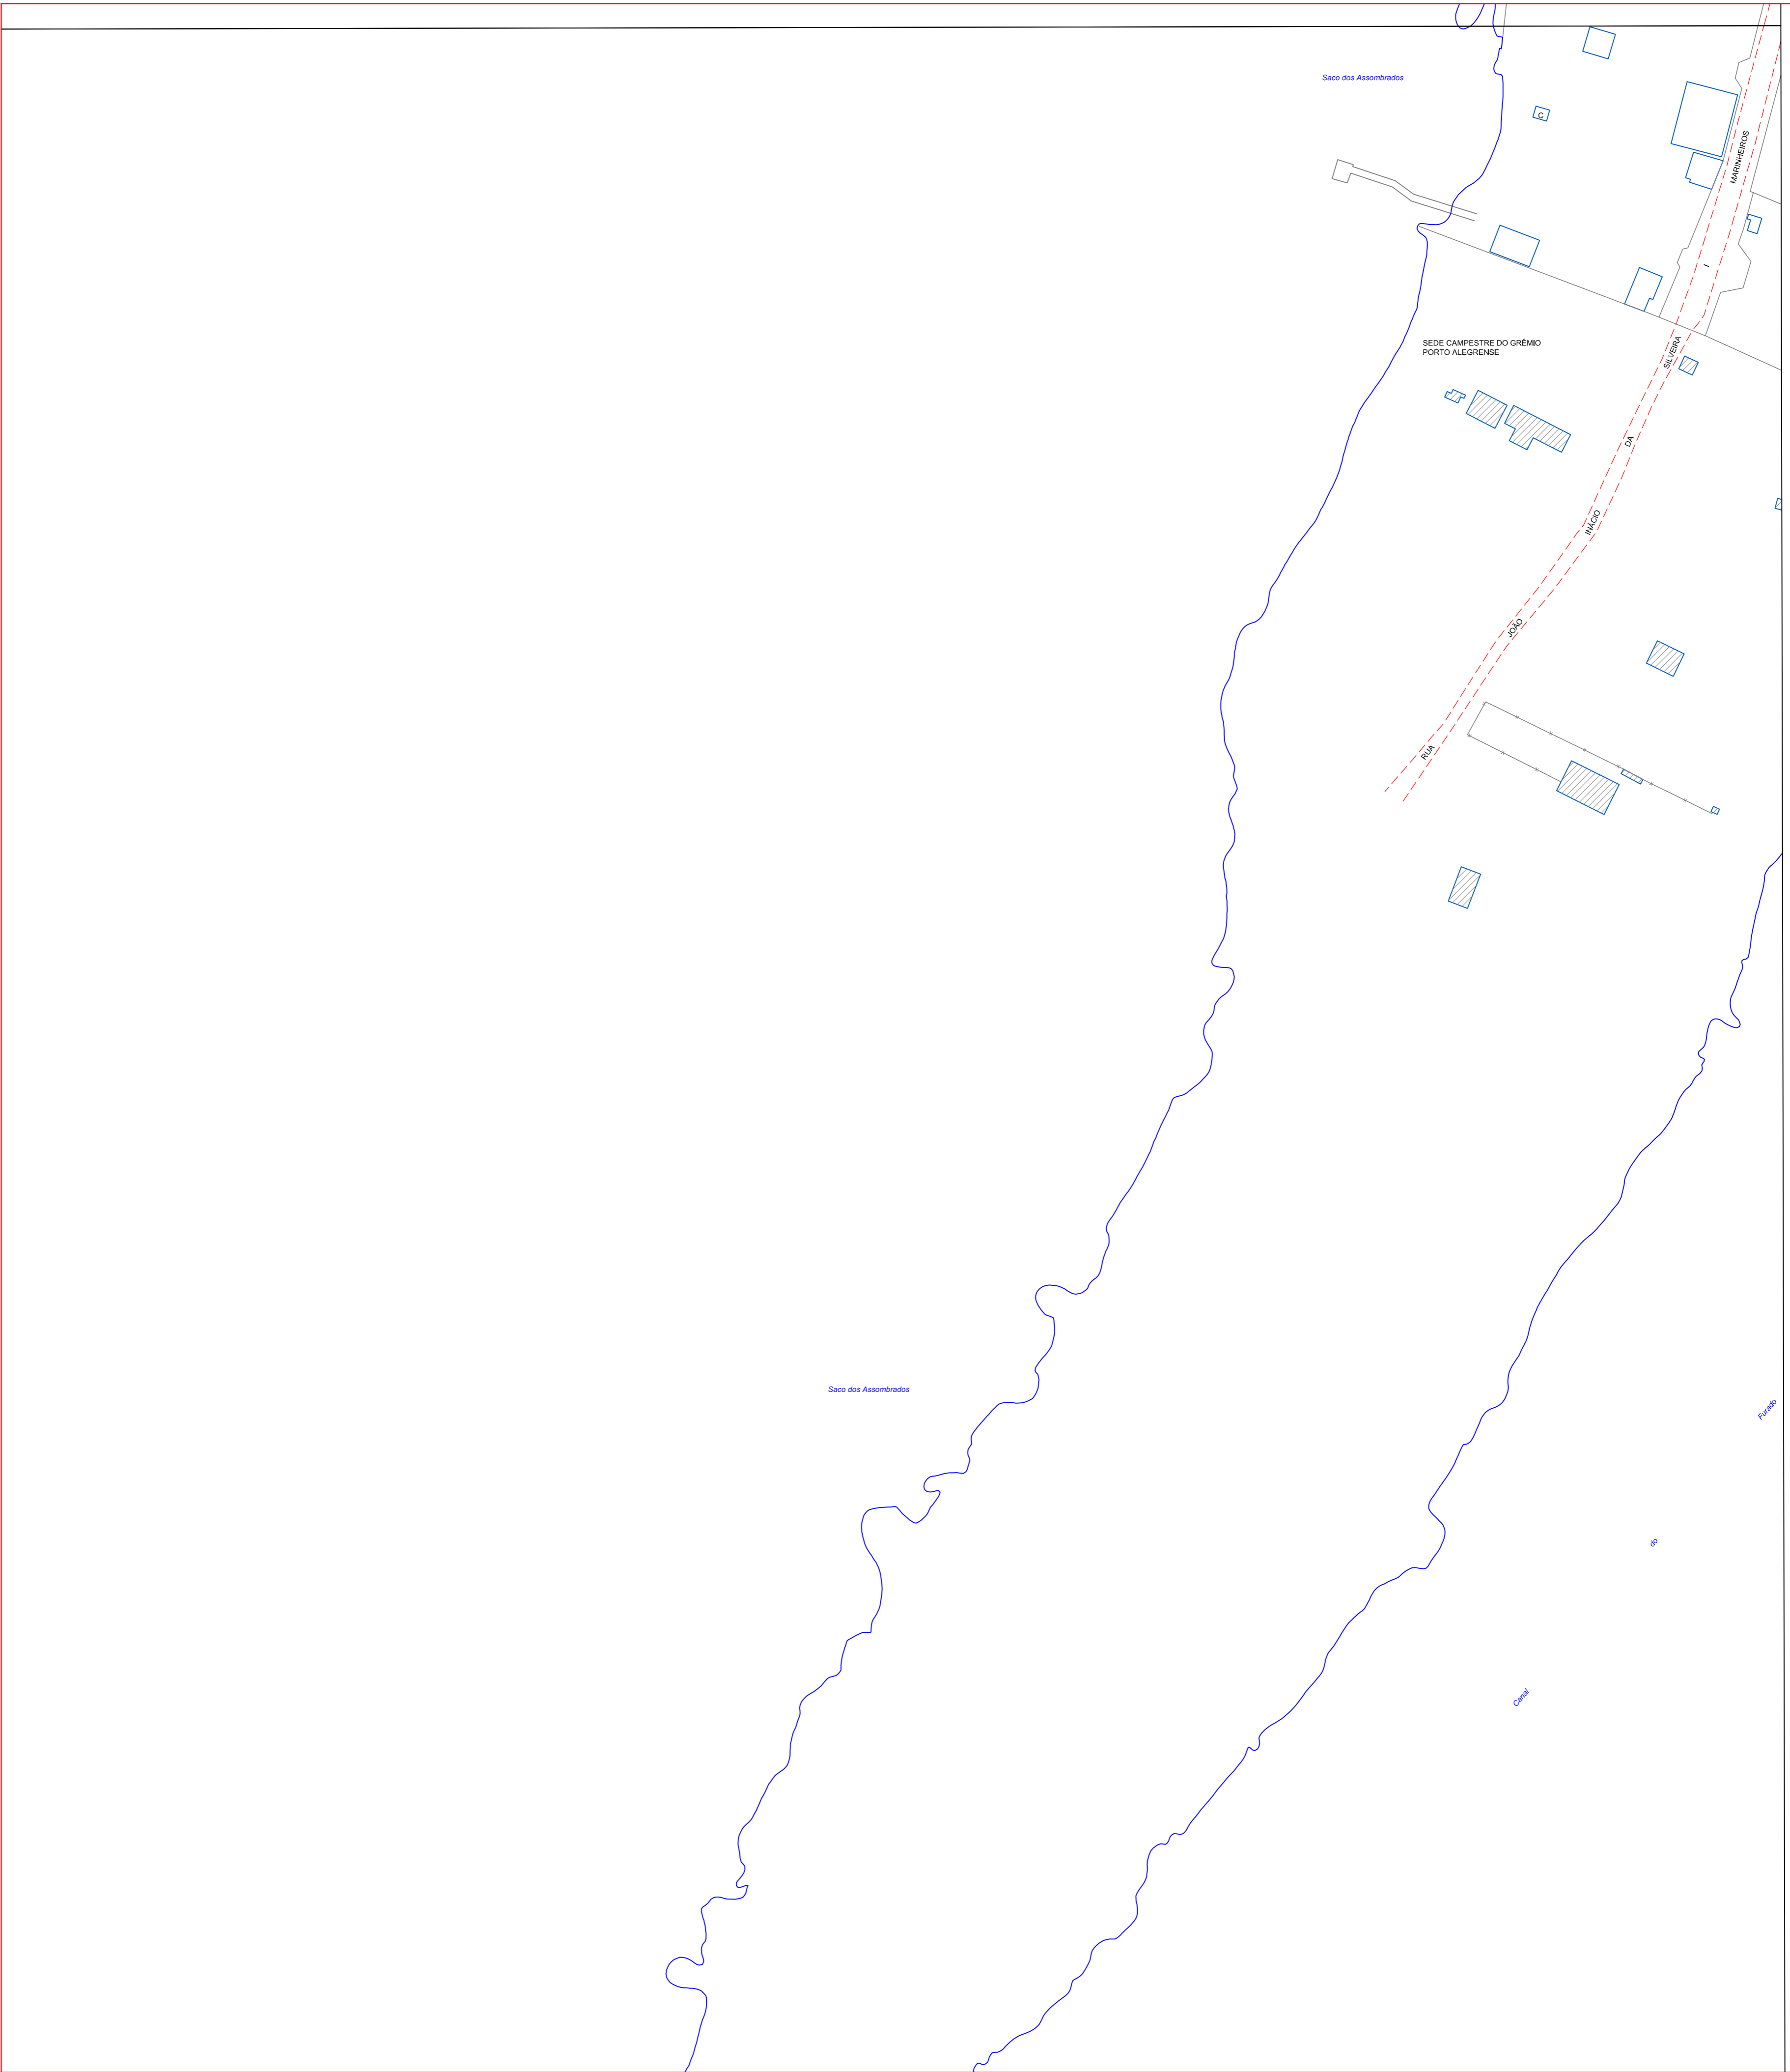 Saco dos Assombrados
C
MARINHEIROS
I
SEDE CAMPESTRE DO GRÊMIO
PORTO ALEGRENSE
RUA JOÃO INÁCIO DA SILVEIRA
Saco dos Assombrados
Canal do Furado